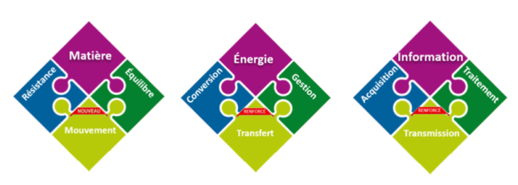 Matière
Résistance
Équilibre
NOUVEAU
Mouvement
Énergie
Conversion
Gestion
RENFORCÉ
Transfert
Information
Acquisition
Traitement
RENFORCÉ
Transmission